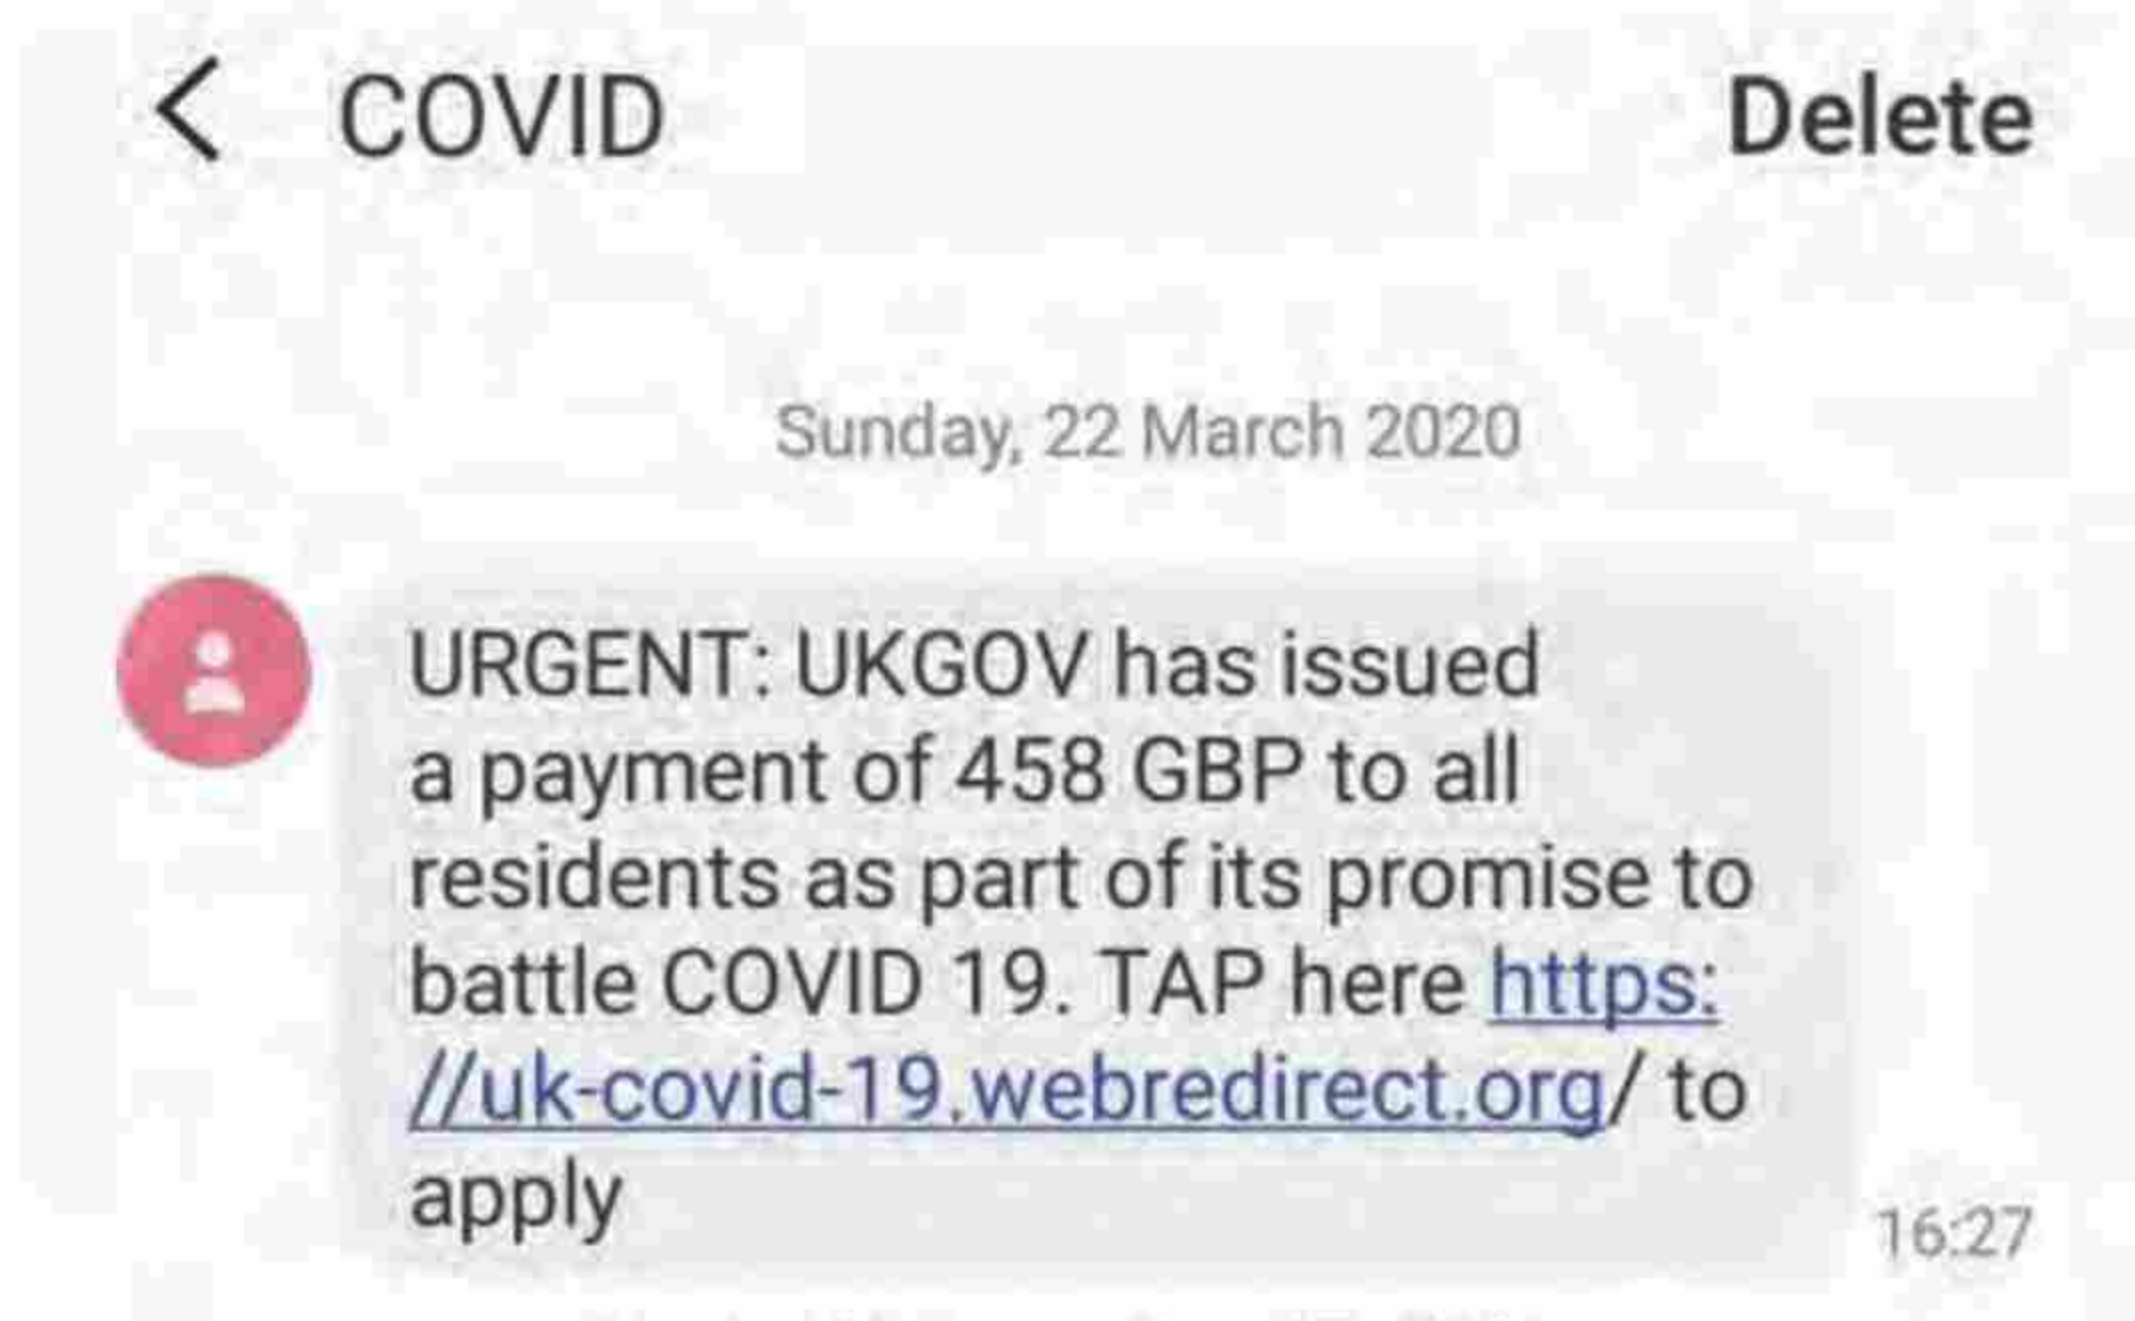 COVID
Delete
Sunday, 22 March 2020
URGENT: UKGOV has issued
a payment of 458 GBP to all
residents as part of its promise to
battle COVID 19. TAP here https:
//uk-covid-19.webredirect.org/ to
apply
16:27